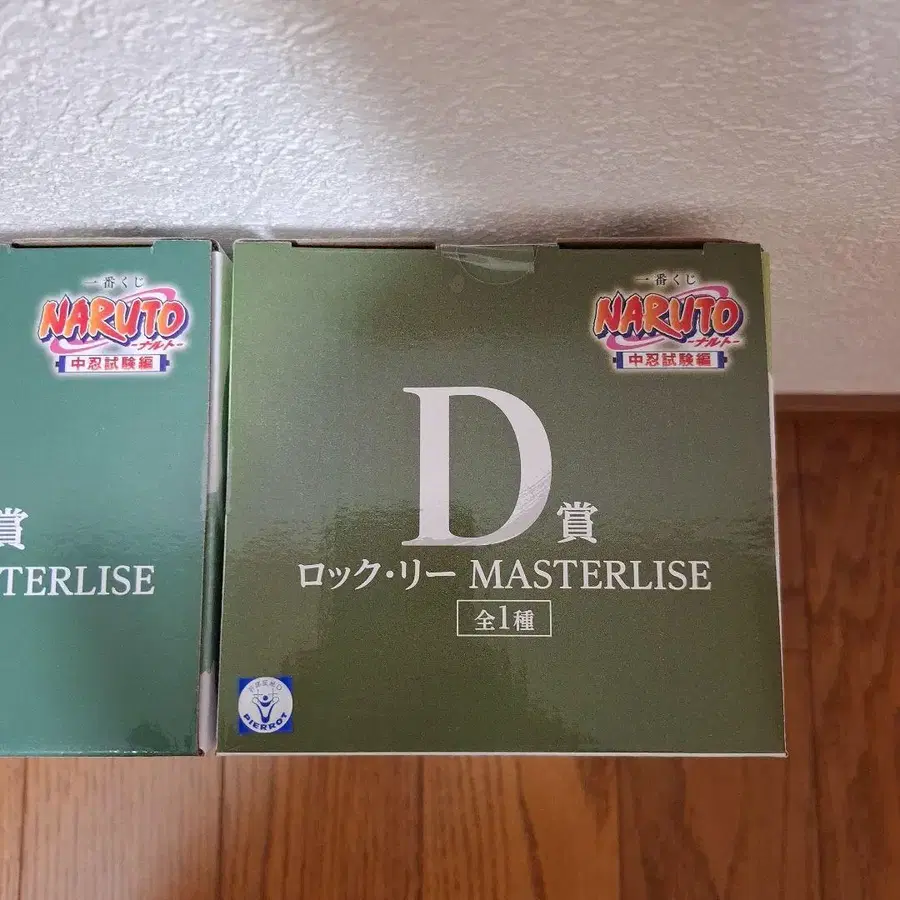 一番くじ
NARUTO
-ナルト-
中忍試験編
賞
TERLISE
一番くじ
NARUTO
-ナルト-
中忍試験編
D賞
ロック・リー MASTERLISE
全1種
PIERROT